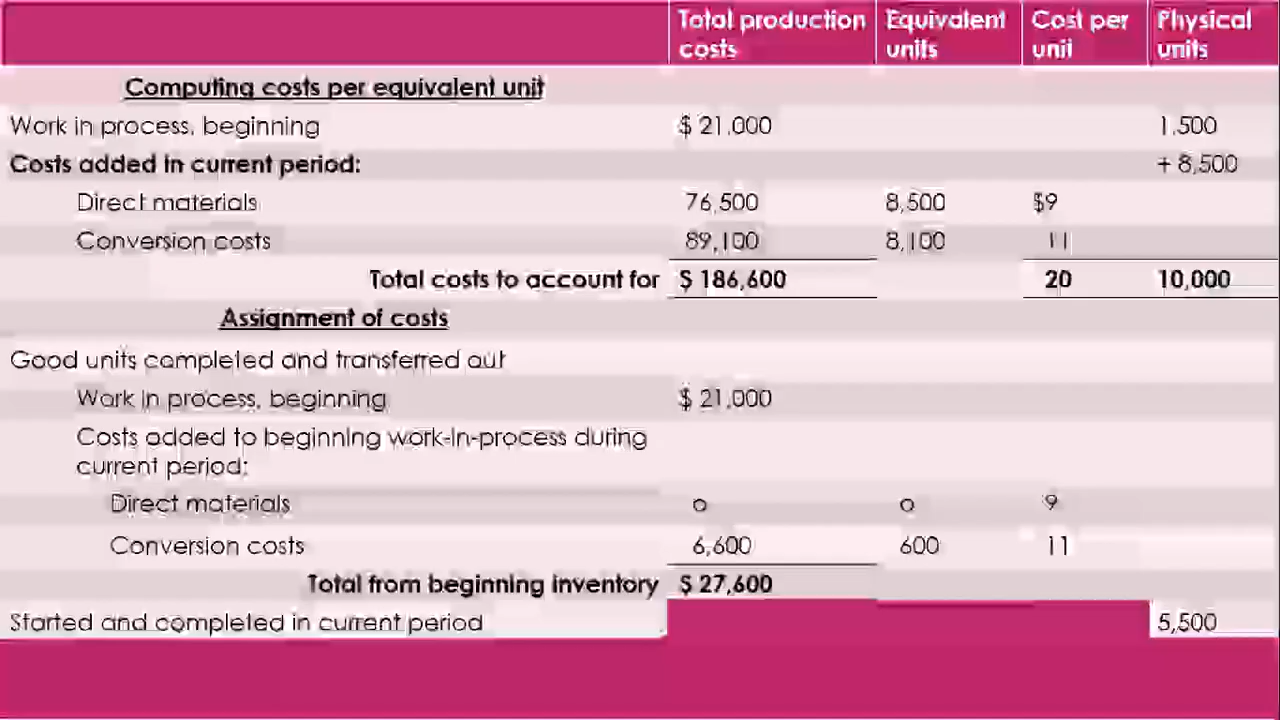 Total production costs Equivalent units Cost per unit Physical units
Computing costs per equivalent unit
Work in process, beginning $ 21,000 1,500
Costs added in current period: + 8,500
Direct materials 76,500 8,500 $9
Conversion costs 89,100 8,100 11
Total costs to account for $ 186,600 20 10,000
Assignment of costs
Good units completed and transferred out
Work in process, beginning $ 21,000
Costs added to beginning work-in-process during
current period:
Direct materials 0 0 9
Conversion costs 6,600 600 11
Total from beginning inventory $ 27,600
Started and completed in current period 5,500